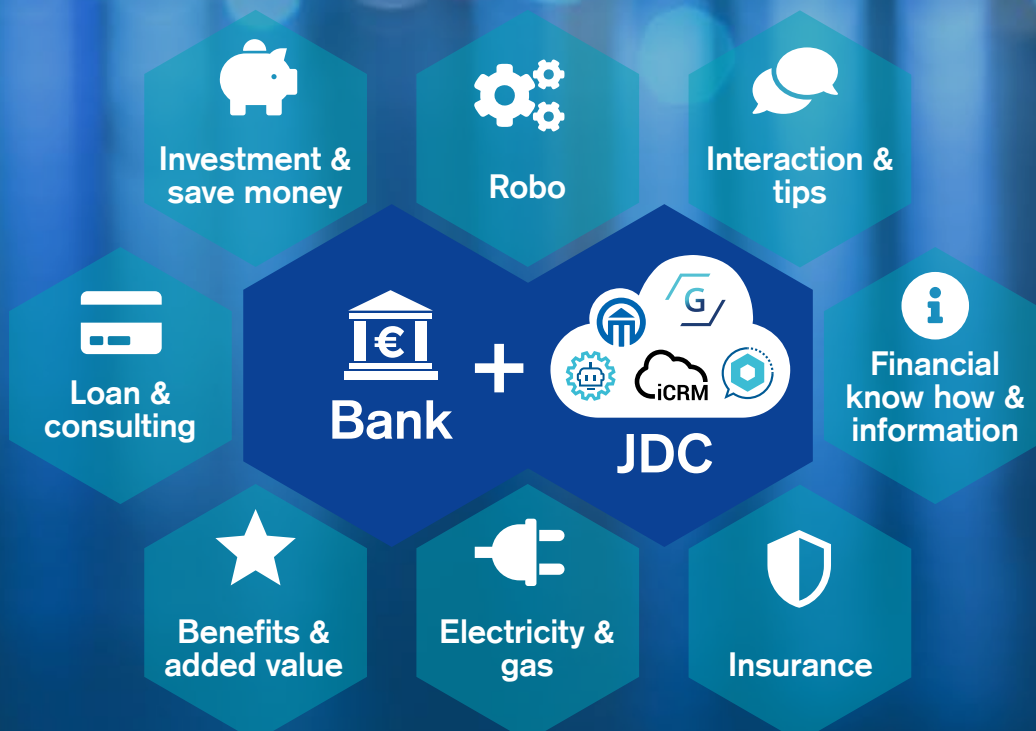 Investment &
save money
Robo
Interaction &
tips
Loan &
consulting
€
Bank
+
G
iCRM
JDC
i
Financial
know how &
information
Benefits &
added value
Electricity &
gas
Insurance